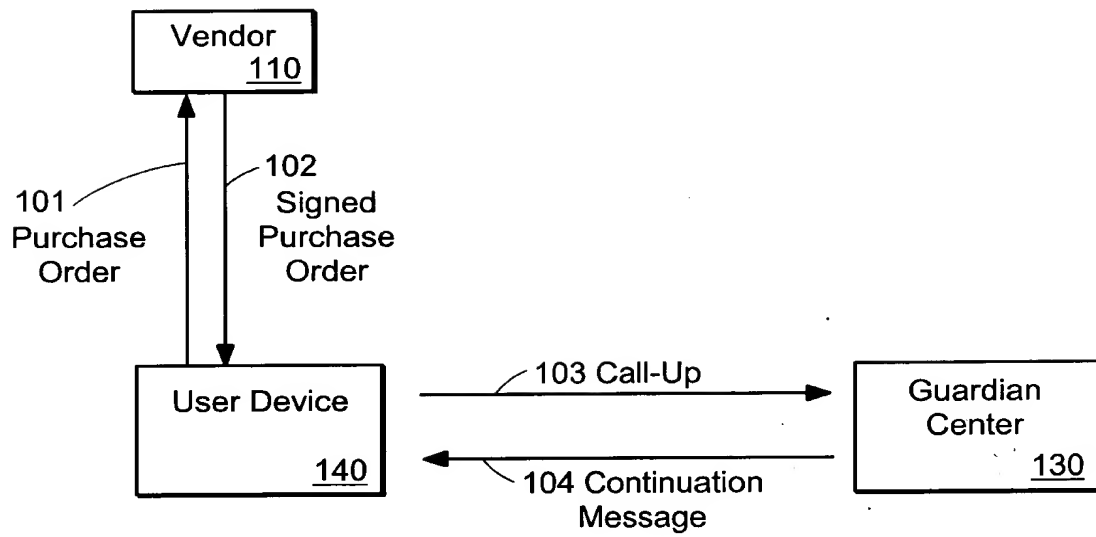 Vendor
110
101
Purchase
Order
102
Signed
Purchase
Order
User Device
140
103 Call-Up
104 Continuation
Message
Guardian
Center
130